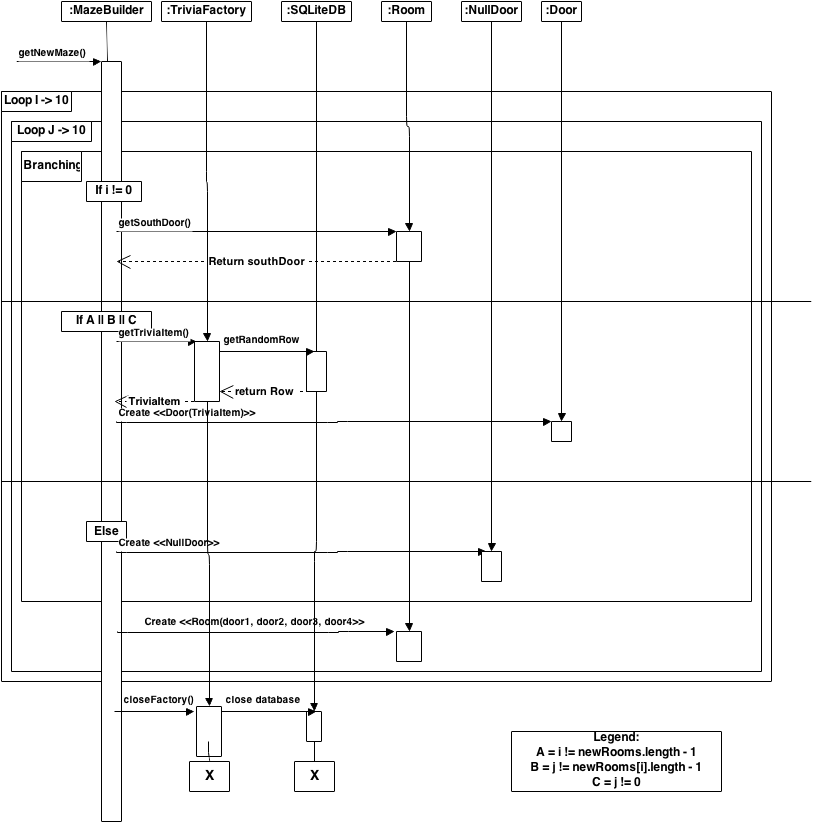 :MazeBuilder :TriviaFactory :SQLiteDB :Room :NullDoor :Door
getNewMaze()
Loop I -> 10
Loop J -> 10
Branching
If i != 0
getSouthDoor()
Return southDoor
If A || B || C
getTriviaItem()
getRandomRow
return Row
TriviaItem
Create <<Door(TriviaItem)>>
Else
Create <<NullDoor>>
Create <<Room(door1, door2, door3, door4>>
closeFactory() close database
X X
Legend:
A = i != newRooms.length - 1
B = j != newRooms[i].length - 1
C = j != 0